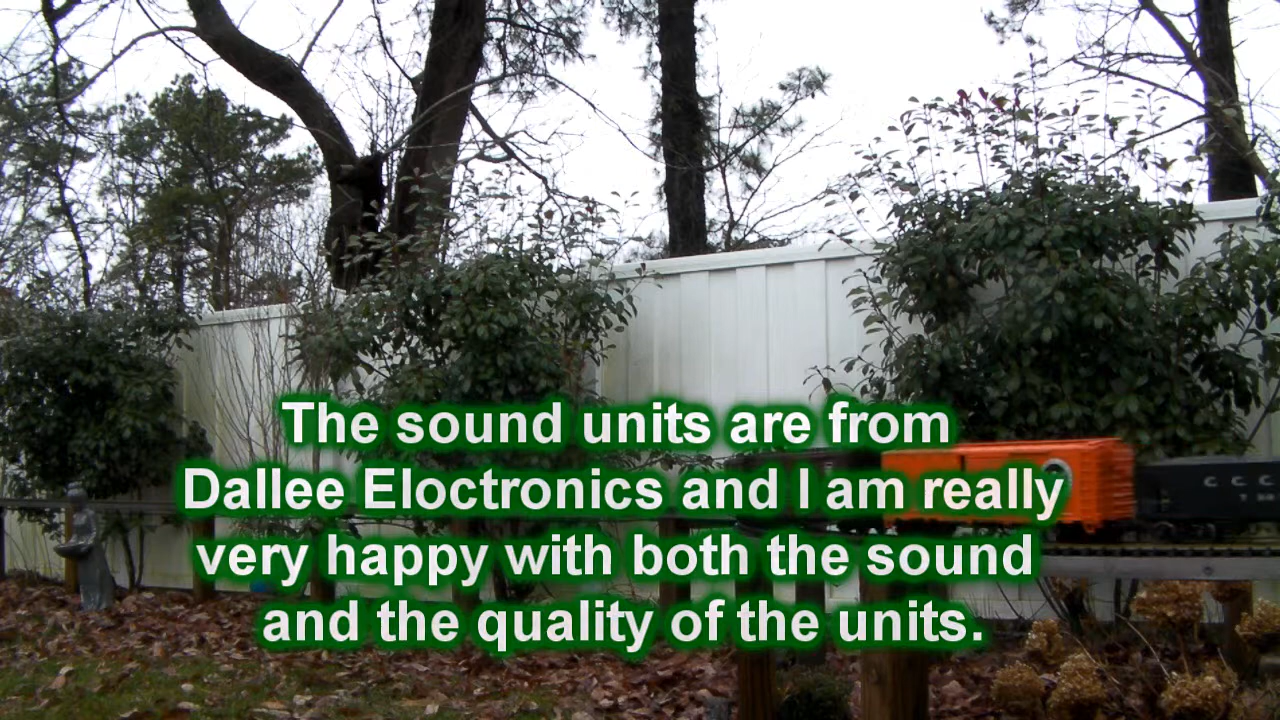 The sound units are from
Dallee Eloctronics and I am really
very happy with both the sound
and the quality of the units.
C C C